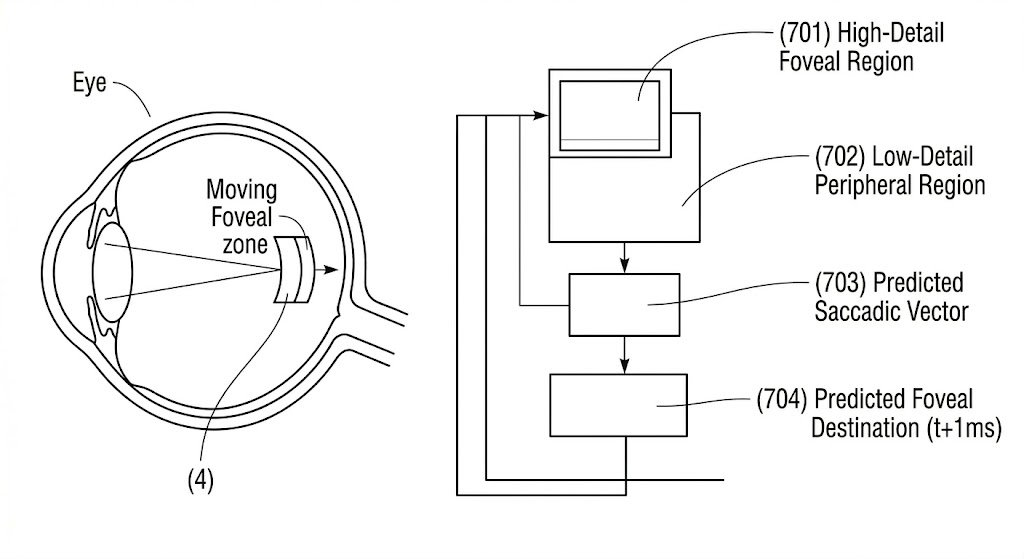 Eye
Moving
Foveal
zone
(4)
(701) High-Detail
Foveal Region
(702) Low-Detail
Peripheral Region
(703) Predicted
Saccadic Vector
(704) Predicted Foveal
Destination (t+1ms)